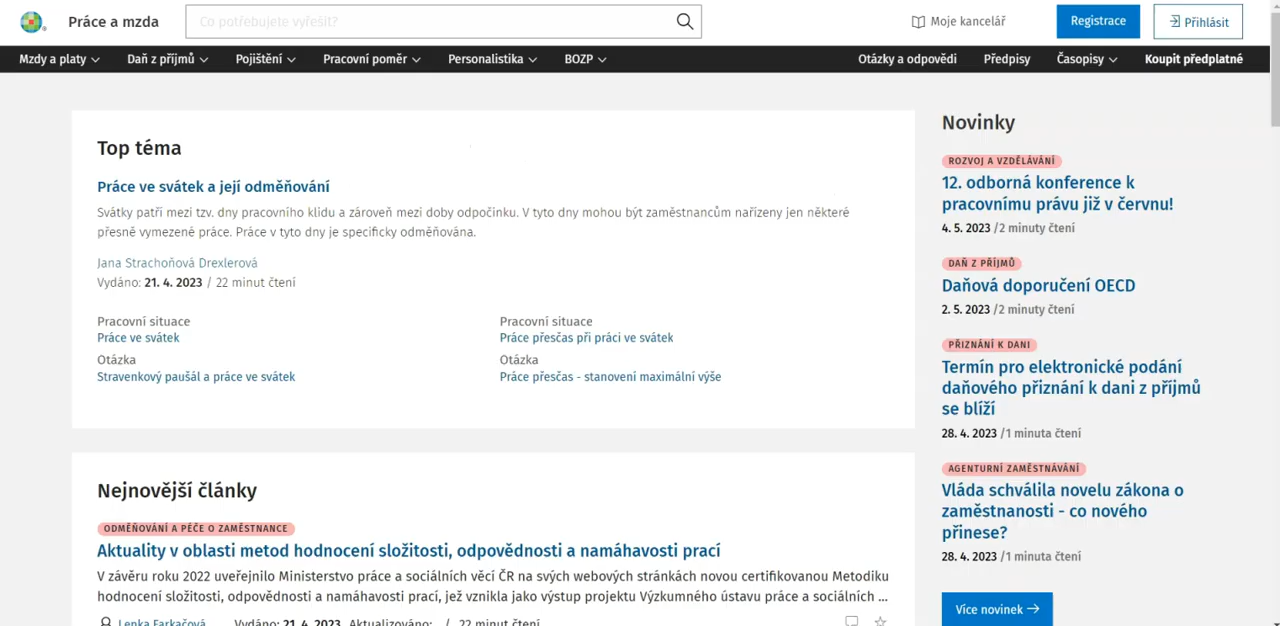 Práce a mzda
Co potřebujete vyřešit?
Moje kancelář
Registrace
Přihlásit
Mzdy a platy
Daň z příjmů
Pojištění
Pracovní poměr
Personalistika
BOZP
Otázky a odpovědi
Předpisy
Časopisy
Koupit předplatné
Top téma
Práce ve svátek a její odměňování
Svátky patří mezi tzv. dny pracovního klidu a zároveň mezi doby odpočinku. V tyto dny mohou být zaměstnancům nařízeny jen některé
přesně vymezené práce. Práce v tyto dny je specificky odměňována.
Jana Strachoňová Drexlerová
Vydáno: 21. 4. 2023 / 22 minut čtení
Pracovní situace
Práce ve svátek
Otázka
Stravenkový paušál a práce ve svátek
Pracovní situace
Práce přesčas při práci ve svátek
Otázka
Práce přesčas - stanovení maximální výše
Nejnovější články
ODMĚŇOVÁNÍ A PÉČE O ZAMĚSTNANCE
Aktuality v oblasti metod hodnocení složitosti, odpovědnosti a namáhavosti prací
V závěru roku 2022 uveřejnilo Ministerstvo práce a sociálních věcí ČR na svých webových stránkách novou certifikovanou Metodiku
hodnocení složitosti, odpovědnosti a namáhavosti prací, jež vznikla jako výstup projektu Výzkumného ústavu práce a sociálních ...
Lenka Farkačová Vydáno: 21. 4. 2023 Aktualizováno: / 22 minut čtení
Novinky
ROZVOJ A VZDĚLÁVÁNÍ
12. odborná konference k
pracovnímu právu již v červnu!
4. 5. 2023 /2 minuty čtení
DAŇ Z PŘÍJMŮ
Daňová doporučení OECD
2. 5. 2023 /2 minuty čtení
PŘIZNÁNÍ K DANI
Termín pro elektronické podání
daňového přiznání k dani z příjmů
se blíží
28. 4. 2023 /1 minuta čtení
AGENTURNÍ ZAMĚSTNÁVÁNÍ
Vláda schválila novelu zákona o
zaměstnanosti - co nového
přinese?
28. 4. 2023 /1 minuta čtení
Více novinek